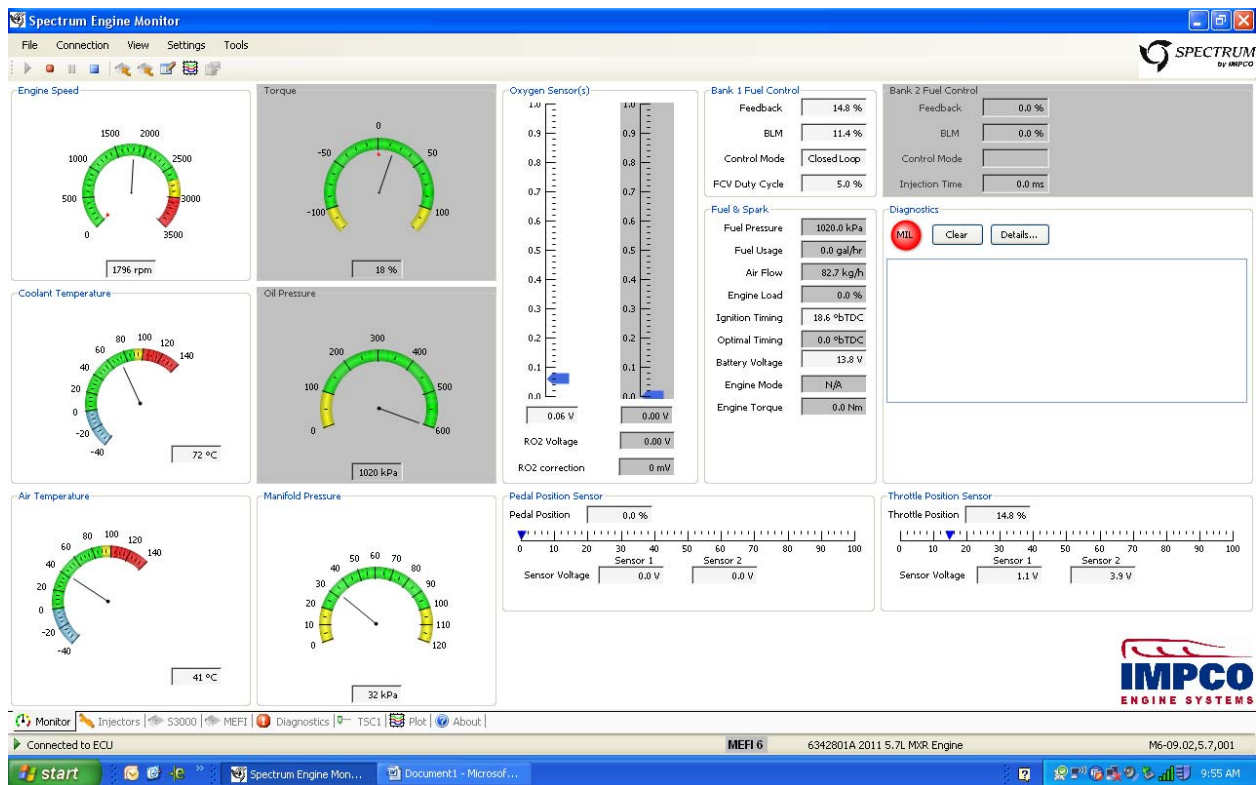 Spectrum Engine Monitor
File Connection View Settings Tools
SPECTRUM
by IMPCO
Engine Speed
0
500
1000
1500
2000
2500
3000
3500
1796 rpm
Torque
-100
-50
0
50
100
18 %
Coolant Temperature
-40
-20
0
20
40
60
80
100
120
140
72 ºC
Oil Pressure
0
100
200
300
400
500
600
1020 kPa
Air Temperature
-40
-20
0
20
40
60
80
100
120
140
41 ºC
Manifold Pressure
0
10
20
30
40
50
60
70
80
90
100
110
120
32 kPa
Oxygen Sensor(s)
1.0 1.0
0.9 0.9
0.8 0.8
0.7 0.7
0.6 0.6
0.5 0.5
0.4 0.4
0.3 0.3
0.2 0.2
0.1 0.1
0.0 0.0
0.06 V 0.00 V
RO2 Voltage 0.00 V
RO2 correction 0 mV
Bank 1 Fuel Control
Feedback 14.8 %
BLM 11.4 %
Control Mode Closed Loop
FCV Duty Cycle 5.0 %
Bank 2 Fuel Control
Feedback 0.0 %
BLM 0.0 %
Control Mode
Injection Time 0.0 ms
Fuel & Spark
Fuel Pressure 1020.0 kPa
Fuel Usage 0.0 gal/hr
Air Flow 82.7 kg/h
Engine Load 0.0 %
Ignition Timing 18.6 ºbTDC
Optimal Timing 0.0 ºbTDC
Battery Voltage 13.8 V
Engine Mode N/A
Engine Torque 0.0 Nm
Diagnostics
MIL Clear Details...
Pedal Position Sensor
Pedal Position 0.0 %
0 10 20 30 40 50 60 70 80 90 100
Sensor 1 Sensor 2
Sensor Voltage 0.0 V 0.0 V
Throttle Position Sensor
Throttle Position 14.8 %
0 10 20 30 40 50 60 70 80 90 100
Sensor 1 Sensor 2
Sensor Voltage 1.1 V 3.9 V
IMPCO
ENGINE SYSTEMS
Monitor Injectors S3000 MEFI Diagnostics TSC1 Plot About
Connected to ECU MEFI 6 6342801A 2011 5.7L MXR Engine M6-09.02,5.7,001
start Spectrum Engine Mon... Document1 - Microsof... 9:55 AM